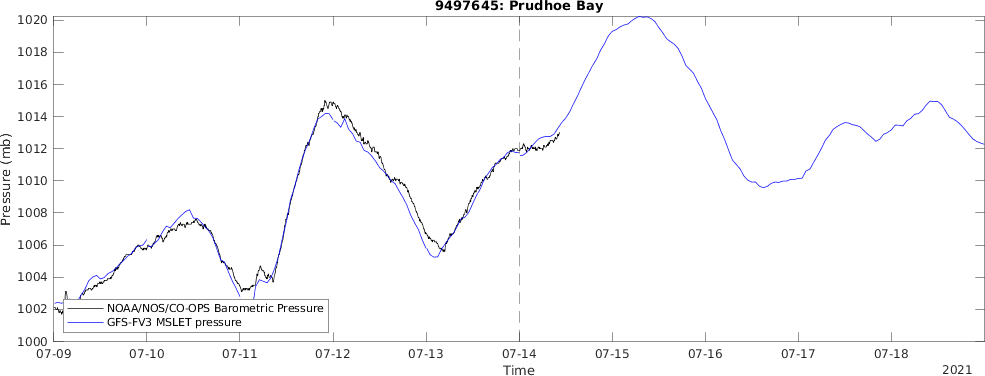 9497645: Prudhoe Bay
Pressure (mb)
1020
1018
1016
1014
1012
1010
1008
1006
1004
1002
1000
NOAA/NOS/CO-OPS Barometric Pressure
GFS-FV3 MSLET pressure
07-09 07-10 07-11 07-12 07-13 07-14 07-15 07-16 07-17 07-18
Time
2021